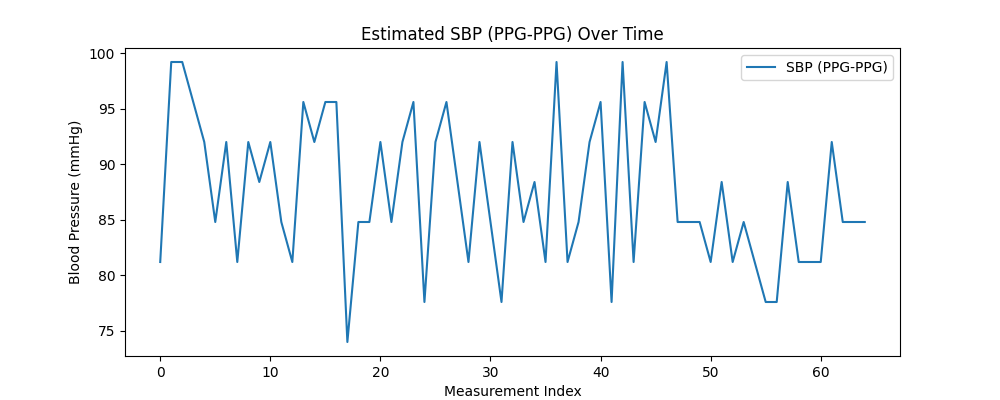 Estimated SBP (PPG-PPG) Over Time
SBP (PPG-PPG)
Blood Pressure (mmHg)
100
95
90
85
80
75
0 10 20 30 40 50 60
Measurement Index